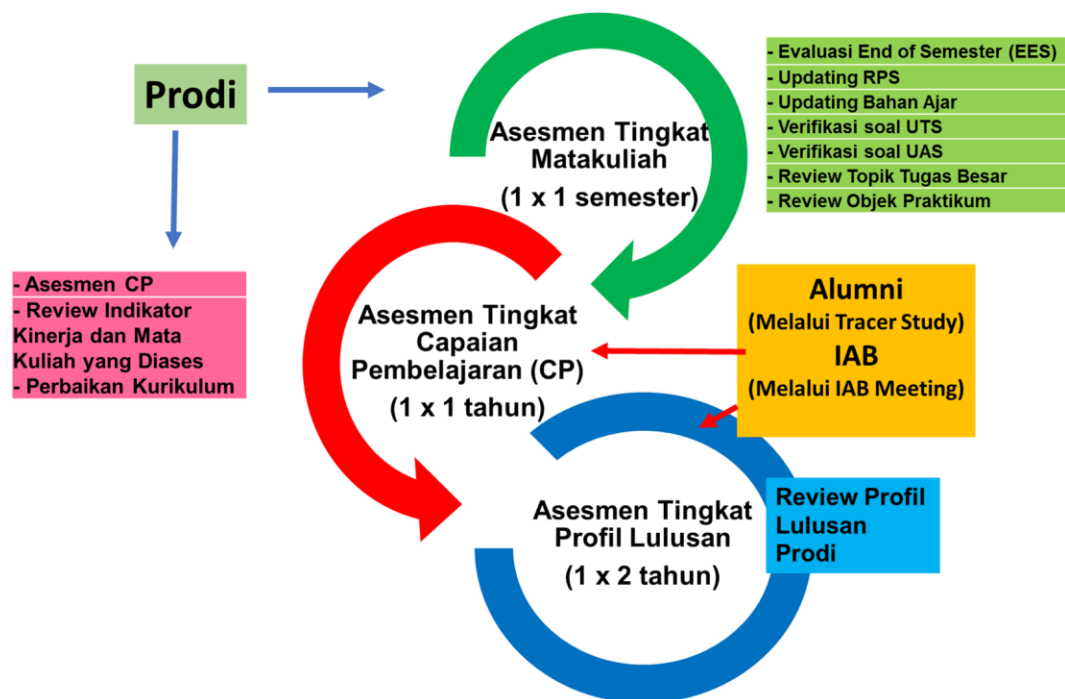 Prodi
- Evaluasi End of Semester (EES)
- Updating RPS
- Updating Bahan Ajar
- Verifikasi soal UTS
- Verifikasi soal UAS
- Review Topik Tugas Besar
- Review Objek Praktikum
Asesmen Tingkat
Matakuliah
(1 x 1 semester)
- Asesmen CP
- Review Indikator
Kinerja dan Mata
Kuliah yang Diases
- Perbaikan Kurikulum
Asesmen Tingkat
Capaian
Pembelajaran (CP)
(1 x 1 tahun)
Alumni
(Melalui Tracer Study)
IAB
(Melalui IAB Meeting)
Asesmen Tingkat
Profil Lulusan
(1 x 2 tahun)
Review Profil
Lulusan
Prodi